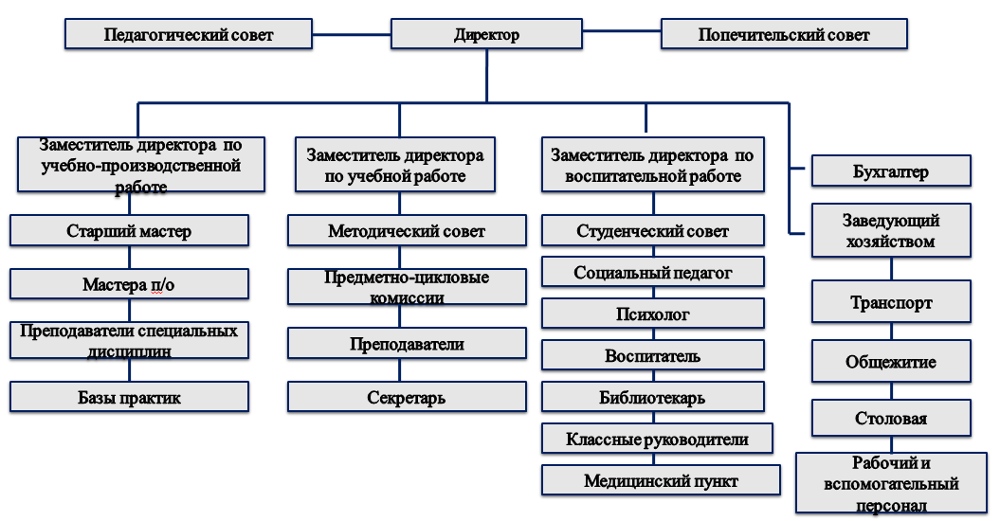 Педагогический совет
Директор
Попечительский совет
Заместитель директора по
учебно-производственной
работе
Старший мастер
Мастера п/о
Преподаватели специальных
дисциплин
Базы практик
Заместитель директора
по учебной работе
Методический совет
Предметно-цикловые
комиссии
Преподаватели
Секретарь
Заместитель директора по
воспитательной работе
Студенческий совет
Социальный педагог
Психолог
Воспитатель
Библиотекарь
Классные руководители
Медицинский пункт
Бухгалтер
Заведующий
хозяйством
Транспорт
Общежитие
Столовая
Рабочий и
вспомогательный
персонал